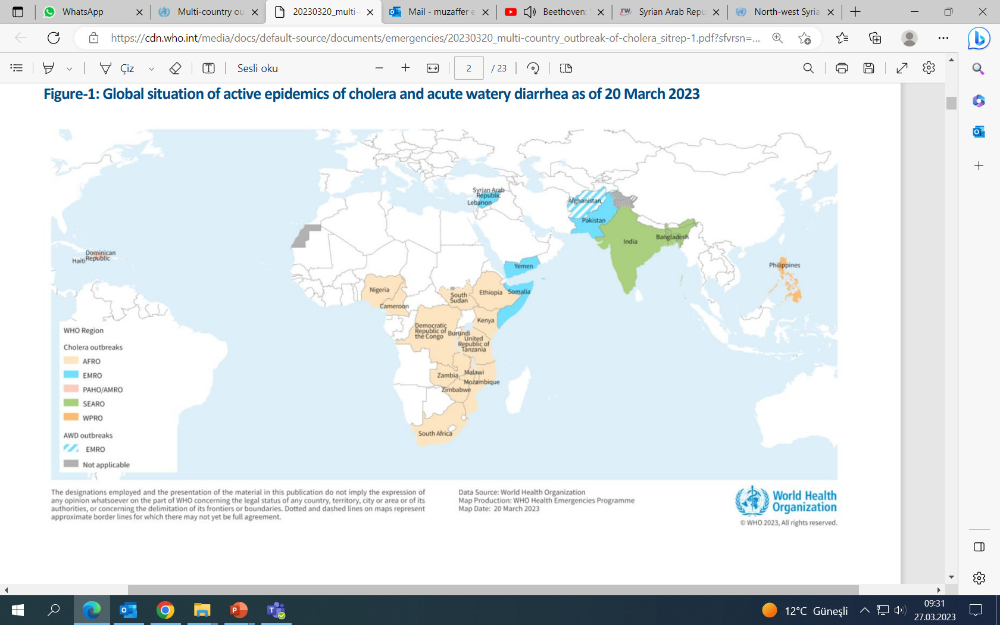 WhatsApp
Multi-country ou
20230320_multi-
Mail - muzaffer e
Beethoven:
Syrian Arab Repu
North-west Syria
https://cdn.who.int/media/docs/default-source/documents/emergencies/20230320_multi-country_outbreak-of-cholera_sitrep-1.pdf?sfvrsn=...
Çiz
Sesli oku
2
/ 23
Figure-1: Global situation of active epidemics of cholera and acute watery diarrhea as of 20 March 2023
Syrian Arab
Republic
Lebanon
Afghanistan
Pakistan
India
Bangladesh
Dominican
Republic
Haiti
Philippines
Yemen
Nigeria
Cameroon
South
Sudan
Ethiopia
Somalia
Kenya
Democratic
Republic of
the Congo
Burundi
United
Republic of
Tanzania
Zambia
Malawi
Mozambique
Zimbabwe
South Africa
WHO Region
Cholera outbreaks
AFRO
EMRO
PAHO/AMRO
SEARO
WPRO
AWD outbreaks
EMRO
Not applicable
The designations employed and the presentation of the material in this publication do not imply the expression of
any opinion whatsoever on the part of WHO concerning the legal status of any country, territory, city or area or of its
authorities, or concerning the delimitation of its frontiers or boundaries. Dotted and dashed lines on maps represent
approximate border lines for which there may not yet be full agreement.
Data Source: World Health Organization
Map Production: WHO Health Emergencies Programme
Map Date: 20 March 2023
World Health
Organization
© WHO 2023, All rights reserved.
12°C Güneşli
09:31
27.03.2023